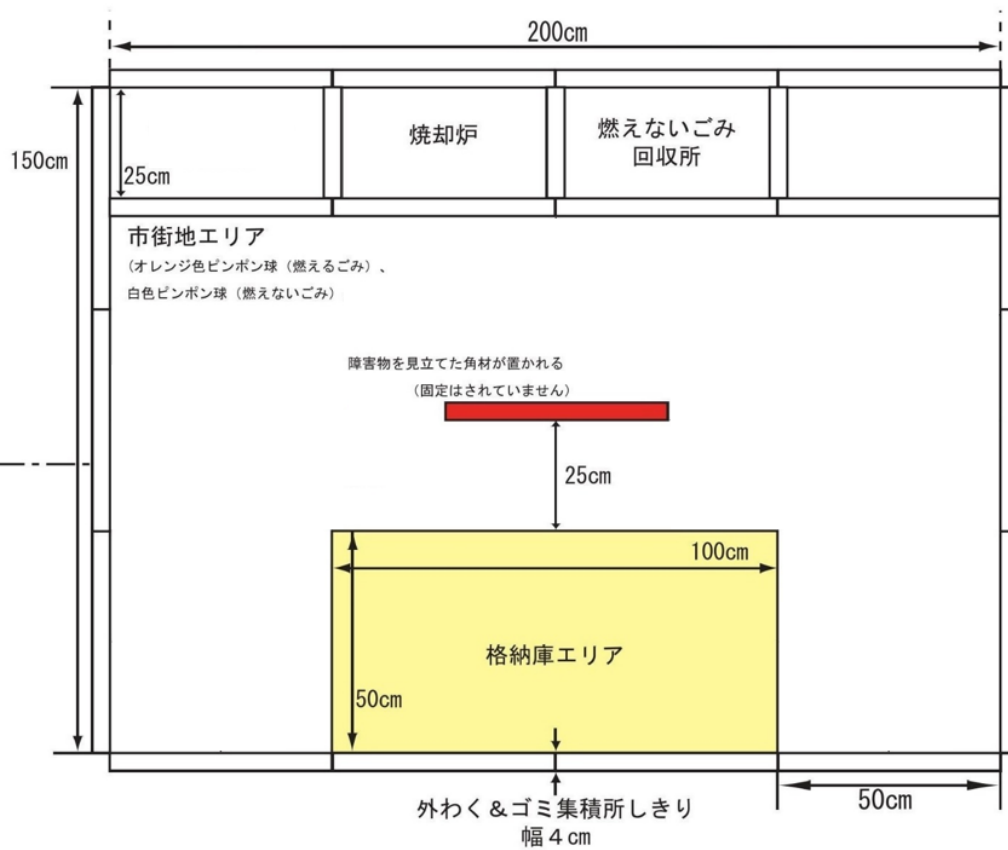 200cm
150cm
25cm
焼却炉
燃えないごみ
回収所
市街地エリア
(オレンジ色ピンポン球（燃えるごみ）、
白色ピンポン球（燃えないごみ）
障害物を見立てた角材が置かれる
（固定はされていません）
25cm
100cm
格納庫エリア
50cm
50cm
外わく＆ゴミ集積所しきり
幅４cm